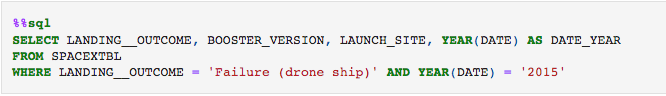 %%sql
SELECT LANDING__OUTCOME, BOOSTER_VERSION, LAUNCH_SITE, YEAR(DATE) AS DATE_YEAR
FROM SPACEXTBL
WHERE LANDING__OUTCOME = 'Failure (drone ship)' AND YEAR(DATE) = '2015'